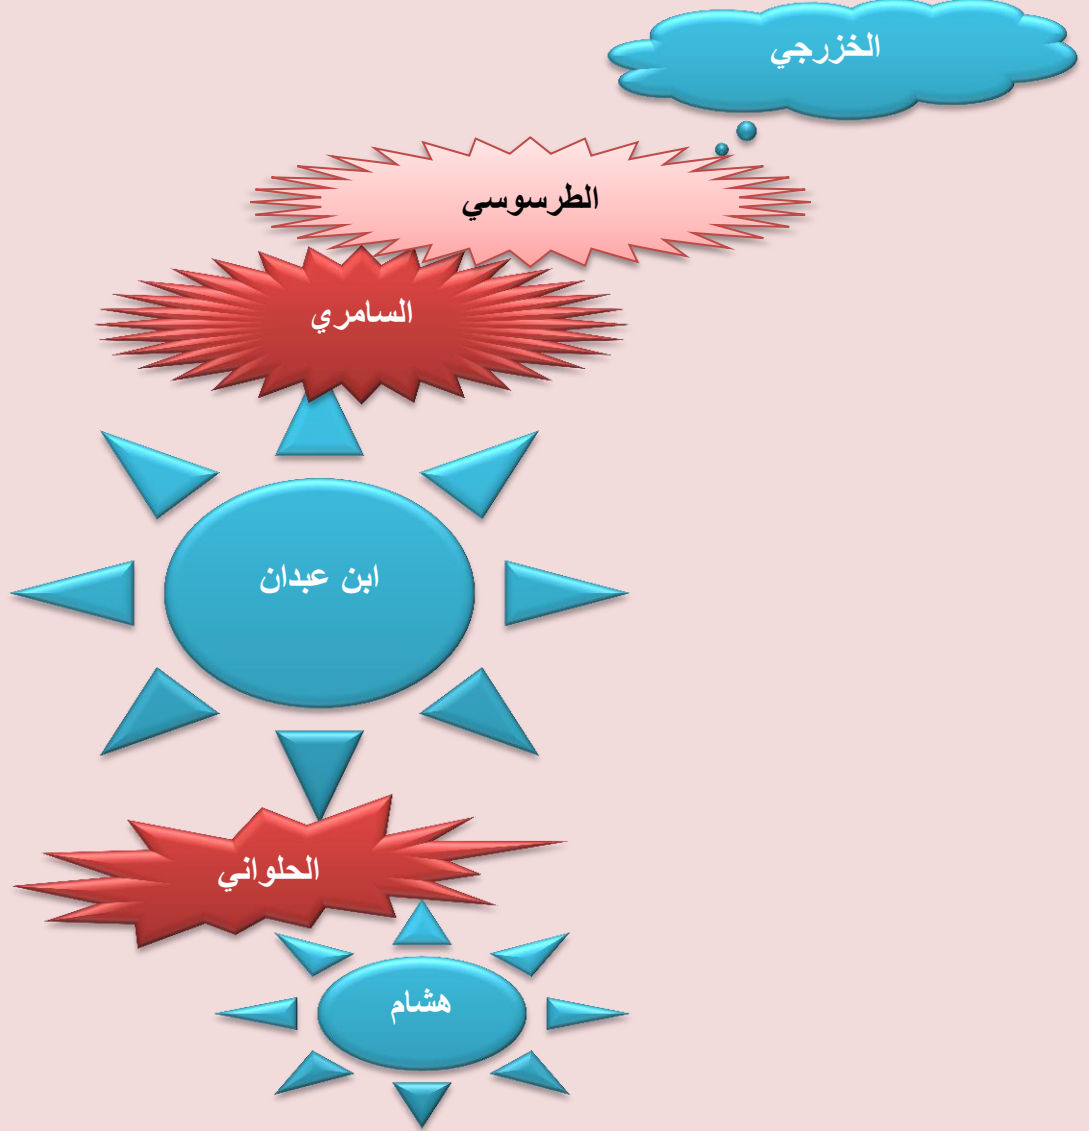 الخزرجي
الطرسوسي
السامري
ابن عبدان
الحلواني
هشام